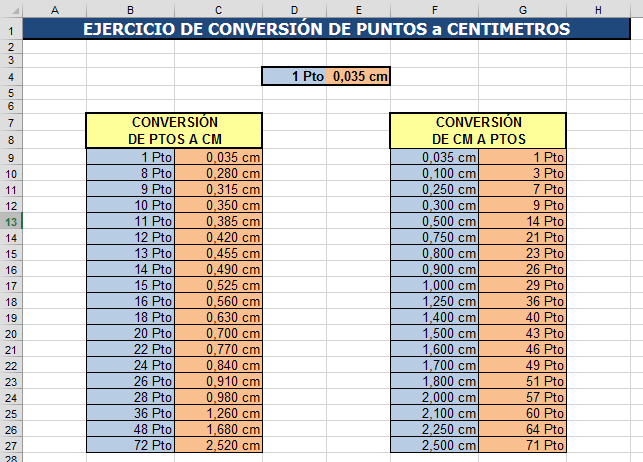 A B C D E F G H
1 EJERCICIO DE CONVERSIÓN DE PUNTOS a CENTIMETROS
2
3
4 1 Pto 0,035 cm
5
6
7 CONVERSIÓN CONVERSIÓN
8 DE PTOS A CM DE CM A PTOS
9 1 Pto 0,035 cm 0,035 cm 1 Pto
10 8 Pto 0,280 cm 0,100 cm 3 Pto
11 9 Pto 0,315 cm 0,250 cm 7 Pto
12 10 Pto 0,350 cm 0,300 cm 9 Pto
13 11 Pto 0,385 cm 0,500 cm 14 Pto
14 12 Pto 0,420 cm 0,750 cm 21 Pto
15 13 Pto 0,455 cm 0,800 cm 23 Pto
16 14 Pto 0,490 cm 0,900 cm 26 Pto
17 15 Pto 0,525 cm 1,000 cm 29 Pto
18 16 Pto 0,560 cm 1,250 cm 36 Pto
19 18 Pto 0,630 cm 1,400 cm 40 Pto
20 20 Pto 0,700 cm 1,500 cm 43 Pto
21 22 Pto 0,770 cm 1,600 cm 46 Pto
22 24 Pto 0,840 cm 1,700 cm 49 Pto
23 26 Pto 0,910 cm 1,800 cm 51 Pto
24 28 Pto 0,980 cm 2,000 cm 57 Pto
25 36 Pto 1,260 cm 2,100 cm 60 Pto
26 48 Pto 1,680 cm 2,250 cm 64 Pto
27 72 Pto 2,520 cm 2,500 cm 71 Pto
28